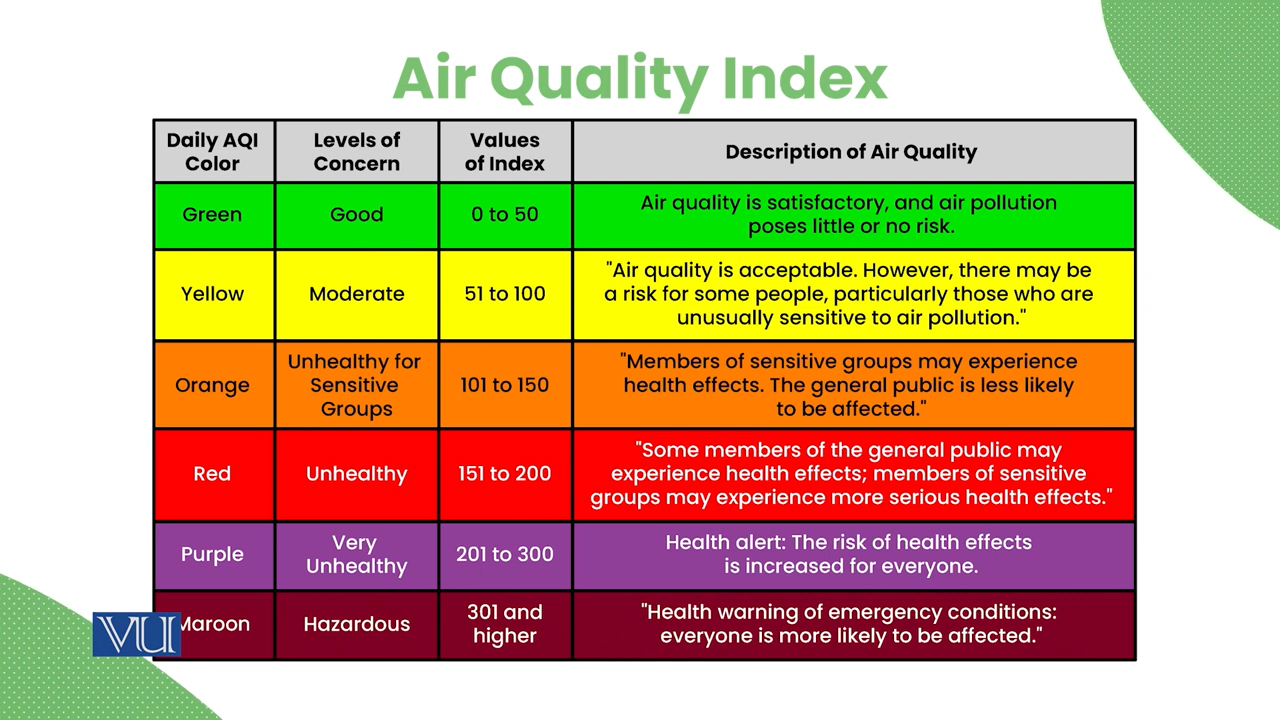 Air Quality Index
Daily AQI
Color
Levels of
Concern
Values
of Index
Description of Air Quality
Green
Good
0 to 50
Air quality is satisfactory, and air pollution
poses little or no risk.
Yellow
Moderate
51 to 100
"Air quality is acceptable. However, there may be
a risk for some people, particularly those who are
unusually sensitive to air pollution."
Orange
Unhealthy for
Sensitive
Groups
101 to 150
"Members of sensitive groups may experience
health effects. The general public is less likely
to be affected."
Red
Unhealthy
151 to 200
"Some members of the general public may
experience health effects; members of sensitive
groups may experience more serious health effects."
Purple
Very
Unhealthy
201 to 300
Health alert: The risk of health effects
is increased for everyone.
Maroon
Hazardous
301 and
higher
"Health warning of emergency conditions:
everyone is more likely to be affected."
VU